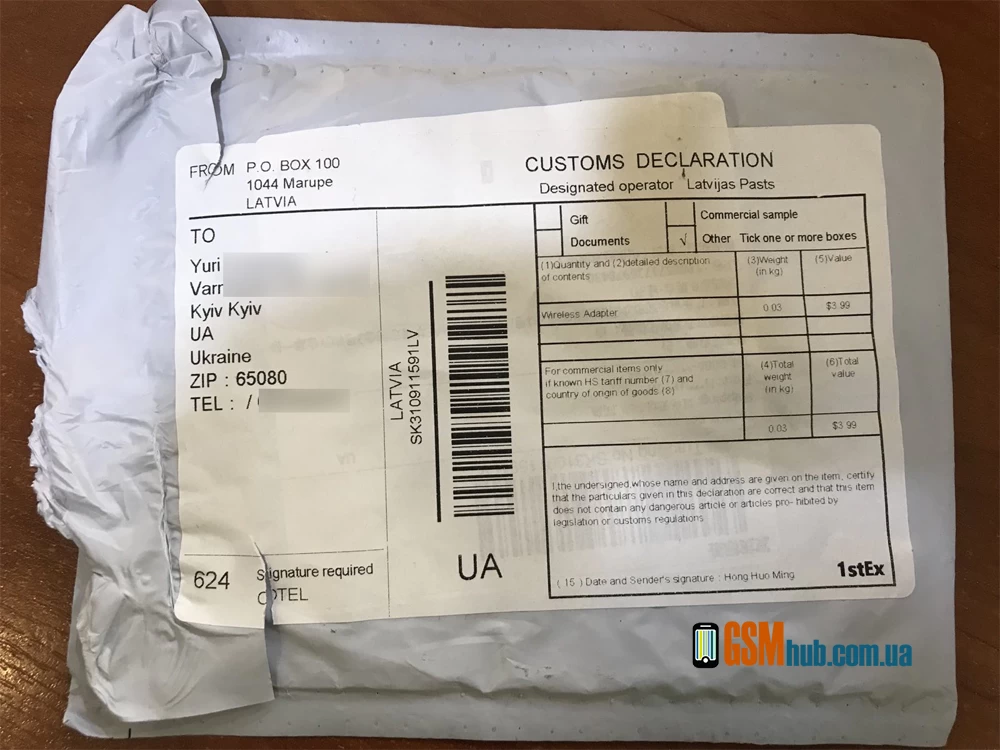 FROM P.O. BOX 100
1044 Marupe
LATVIA
CUSTOMS DECLARATION
Designated operator Latvijas Pasts
TO
Yuri
Varr
Kyiv Kyiv
UA
Ukraine
ZIP : 65080
TEL : /
LATVIA
SK310911591LV
UA
624 Signature required
OTEL
Gift
Commercial sample
Documents
√ Other Tick one or more boxes
(1)Quantity and (2)detailed description
of contents
(3)Weight
(in kg)
(5)Value
Wireless Adapter 0.03 $3.99
For commercial items only
if known HS tariff number (7) and
country of origin of goods (8)
(4)Total
weight
(in kg)
(6)Total
value
0.03 $3.99
I,the undersigned,whose name and address are given on the item, certify
that the particulars given in this declaration are correct and that this item
does not contain any dangerous article or articles pro- hibited by
legislation or customs regulations
( 15 ) Date and Sender's signature : Hong Huo Ming
1stEx
GSMhub.com.ua